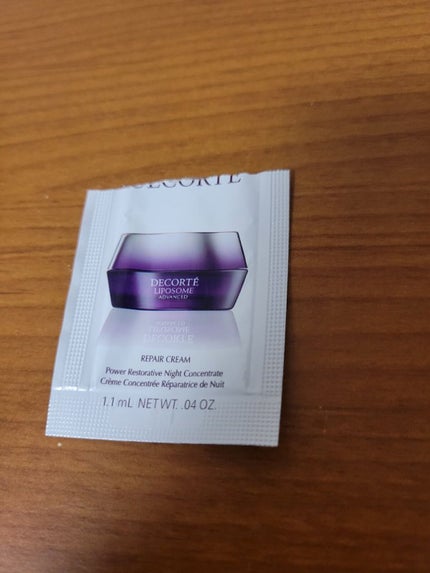 DECORTÉ
DECORTÉ
LIPOSOME
ADVANCED
REPAIR CREAM
Power Restorative Night Concentrate
Crème Concentrée Réparatrice de Nuit
1.1 mL NET WT. .04 OZ.